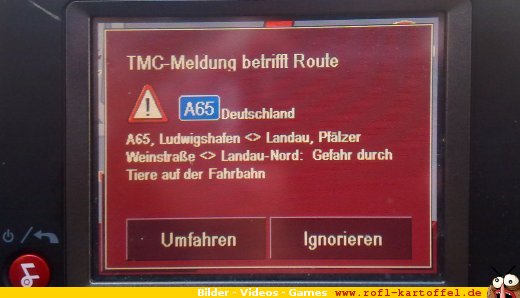 TMC-Meldung betrifft Route
A65 Deutschland
A65, Ludwigshafen <> Landau, Pfälzer
Weinstraße <> Landau-Nord: Gefahr durch
Tiere auf der Fahrbahn
Umfahren Ignorieren
Bilder - Videos - Games www.rofl-kartoffel.de